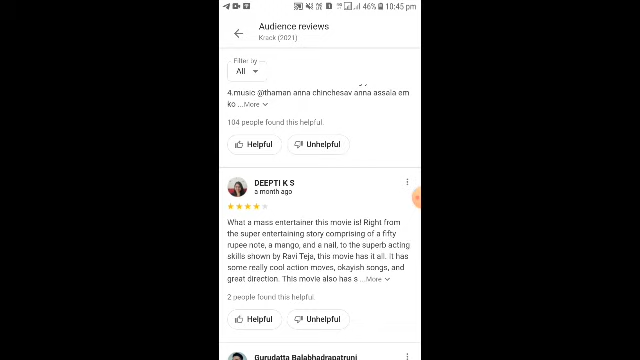 46% 10:45 pm
Audience reviews
Krack (2021)
Filter by
All
4.music @thaman anna chinchesav anna assala em
ko ...More
104 people found this helpful.
Helpful
Unhelpful
DEEPTI K S
a month ago
What a mass entertainer this movie is! Right from
the super entertaining story comprising of a fifty
rupee note, a mango, and a nail, to the superb acting
skills shown by Ravi Teja, this movie has it all. It has
some really cool action moves, okayish songs, and
great direction. This movie also has s ...More
2 people found this helpful.
Helpful
Unhelpful
Gurudatta Balabhadrapatruni